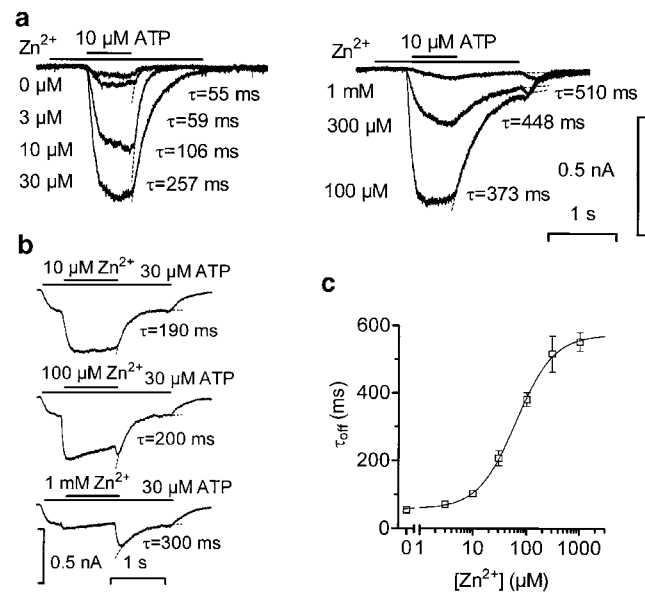 a
10 µM ATP
Zn²⁺
0 µM
τ=55 ms
3 µM
τ=59 ms
10 µM
τ=106 ms
30 µM
τ=257 ms
10 µM ATP
Zn²⁺
1 mM
τ=510 ms
300 µM
τ=448 ms
100 µM
τ=373 ms
0.5 nA
1 s
b
10 µM Zn²⁺ 30 µM ATP
τ=190 ms
100 µM Zn²⁺ 30 µM ATP
τ=200 ms
1 mM Zn²⁺ 30 µM ATP
τ=300 ms
0.5 nA
1 s
c
600
400
200
0
τoff (ms)
0 1 10 100 1000
[Zn²⁺] (µM)